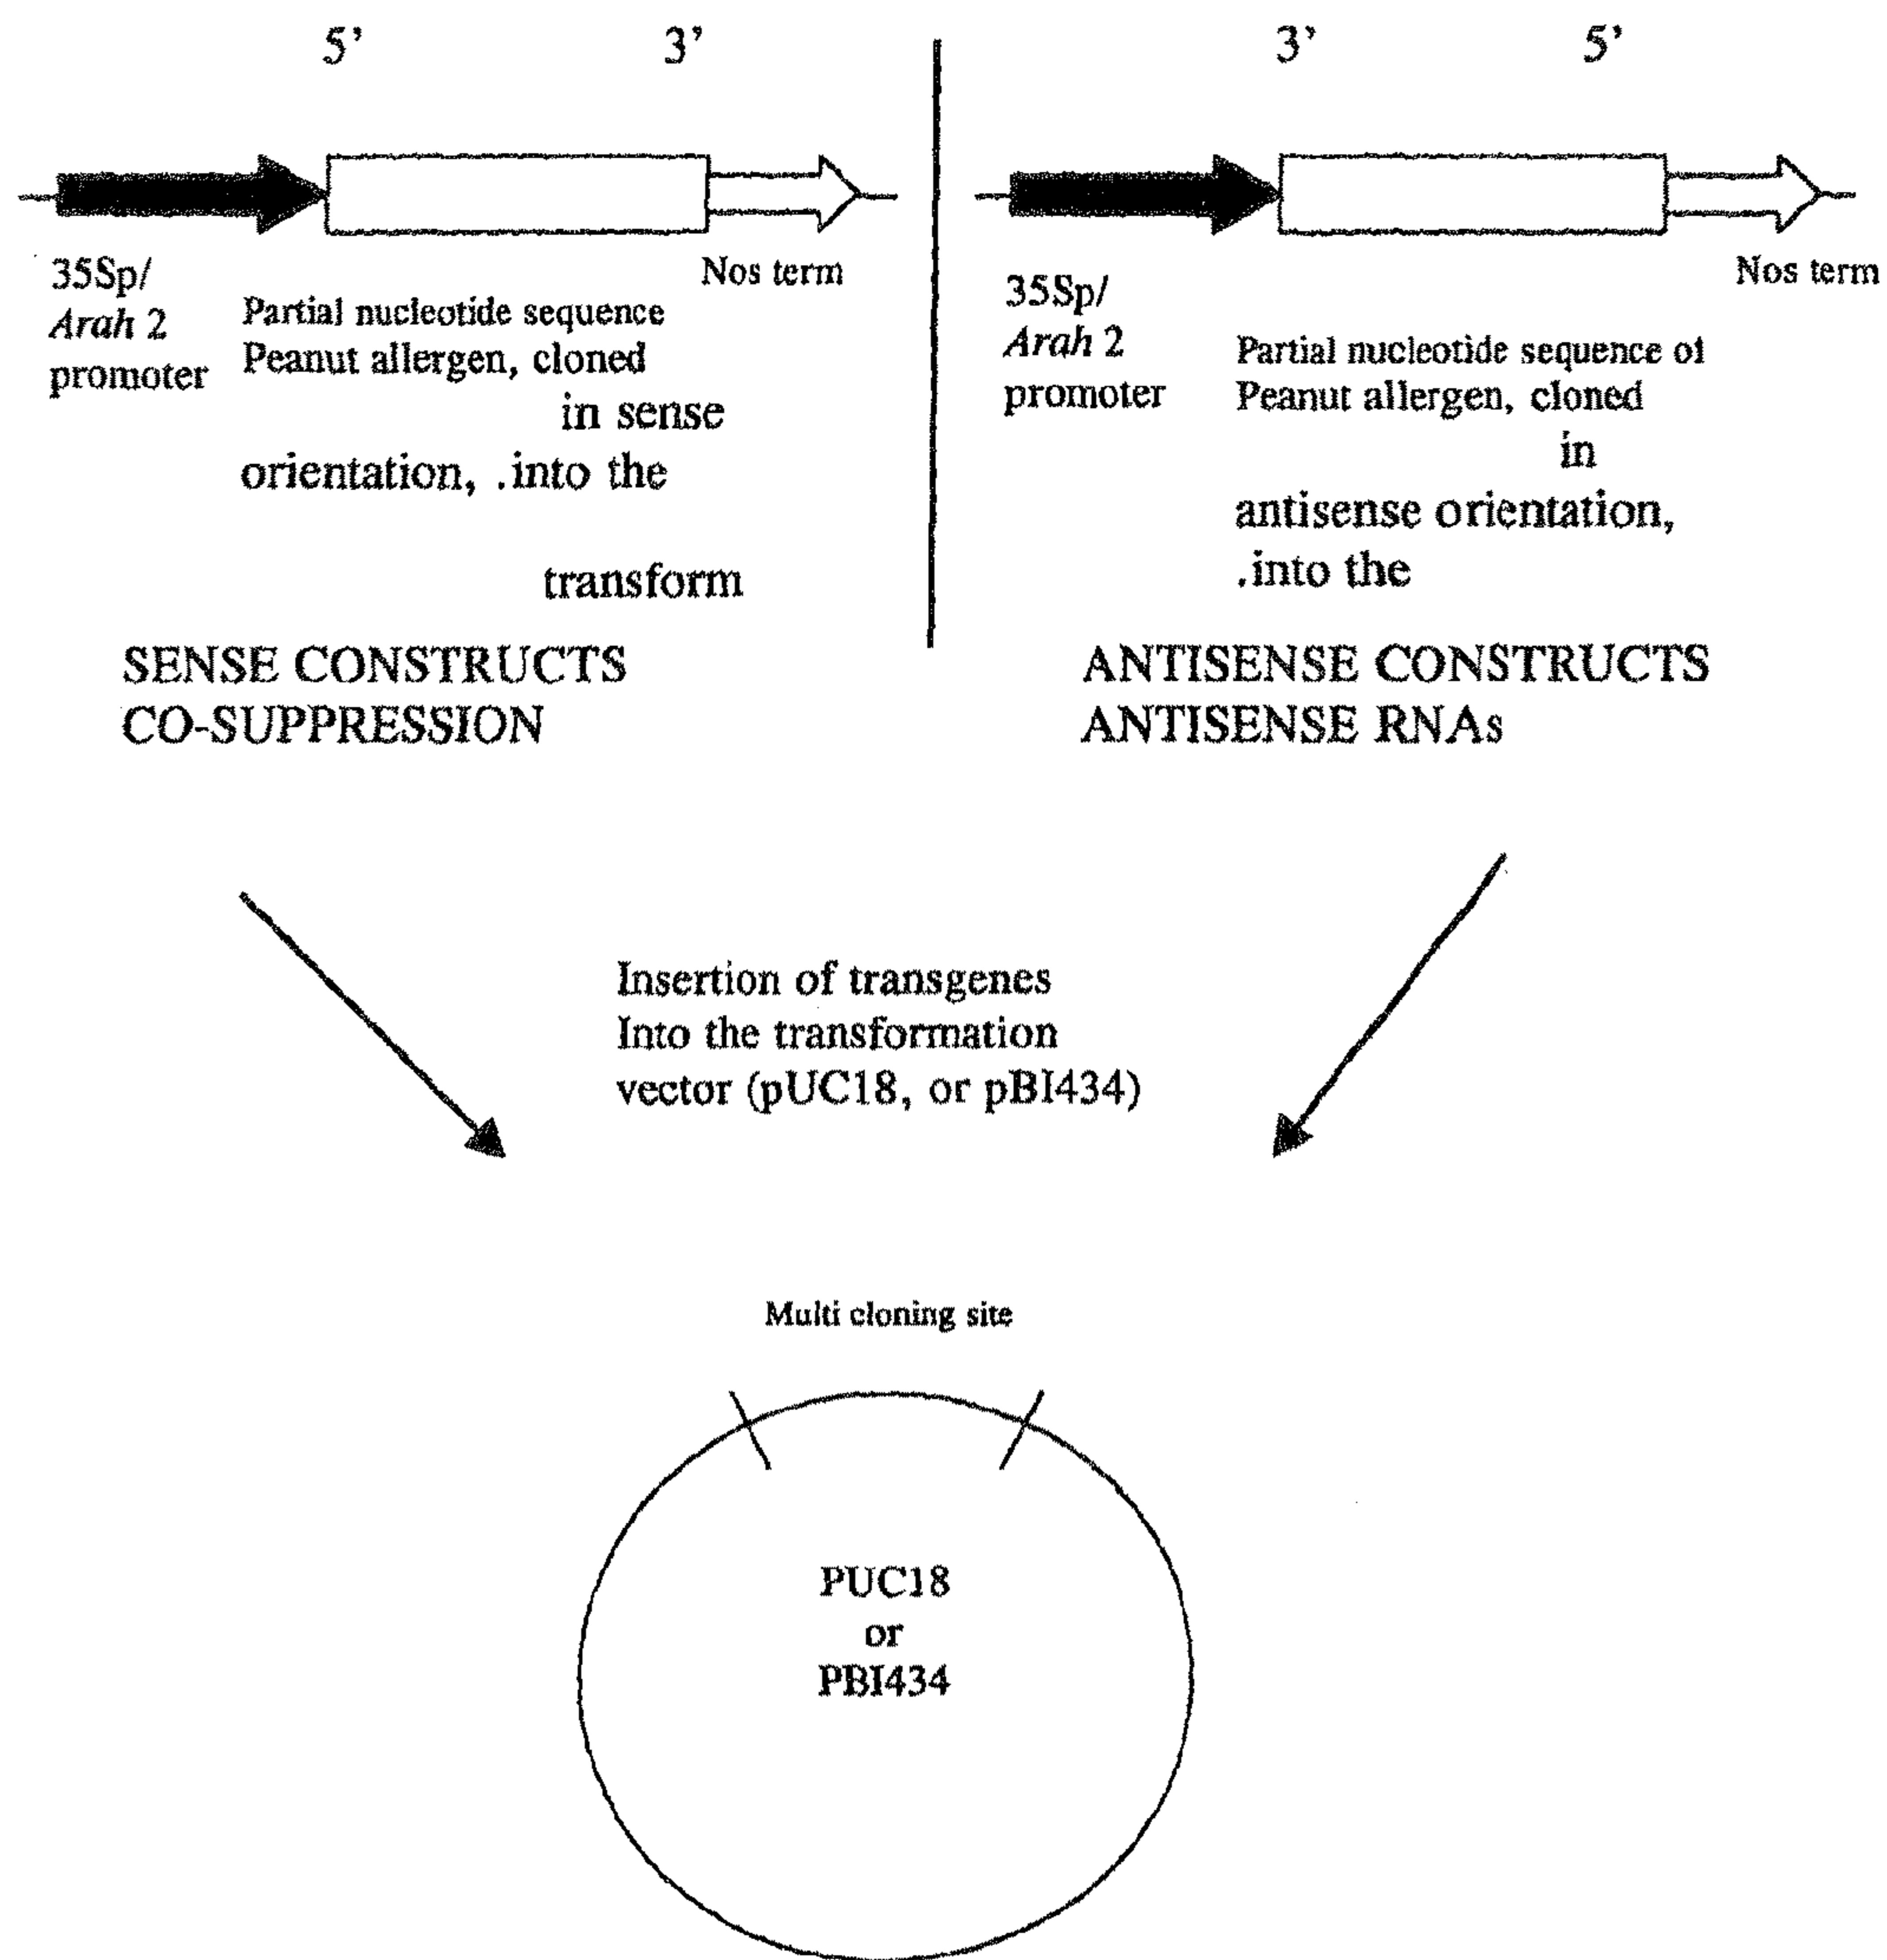 5’ 3’
35Sp/
Arah 2
promoter
Nos term
Partial nucleotide sequence
Peanut allergen, cloned
in sense
orientation, .into the
transform
SENSE CONSTRUCTS
CO-SUPPRESSION
3’ 5’
35Sp/
Arah 2
promoter
Nos term
Partial nucleotide sequence of
Peanut allergen, cloned
in
antisense orientation,
.into the
ANTISENSE CONSTRUCTS
ANTISENSE RNAs
Insertion of transgenes
Into the transformation
vector (pUC18, or pBI434)
Multi cloning site
PUC18
or
PBI434